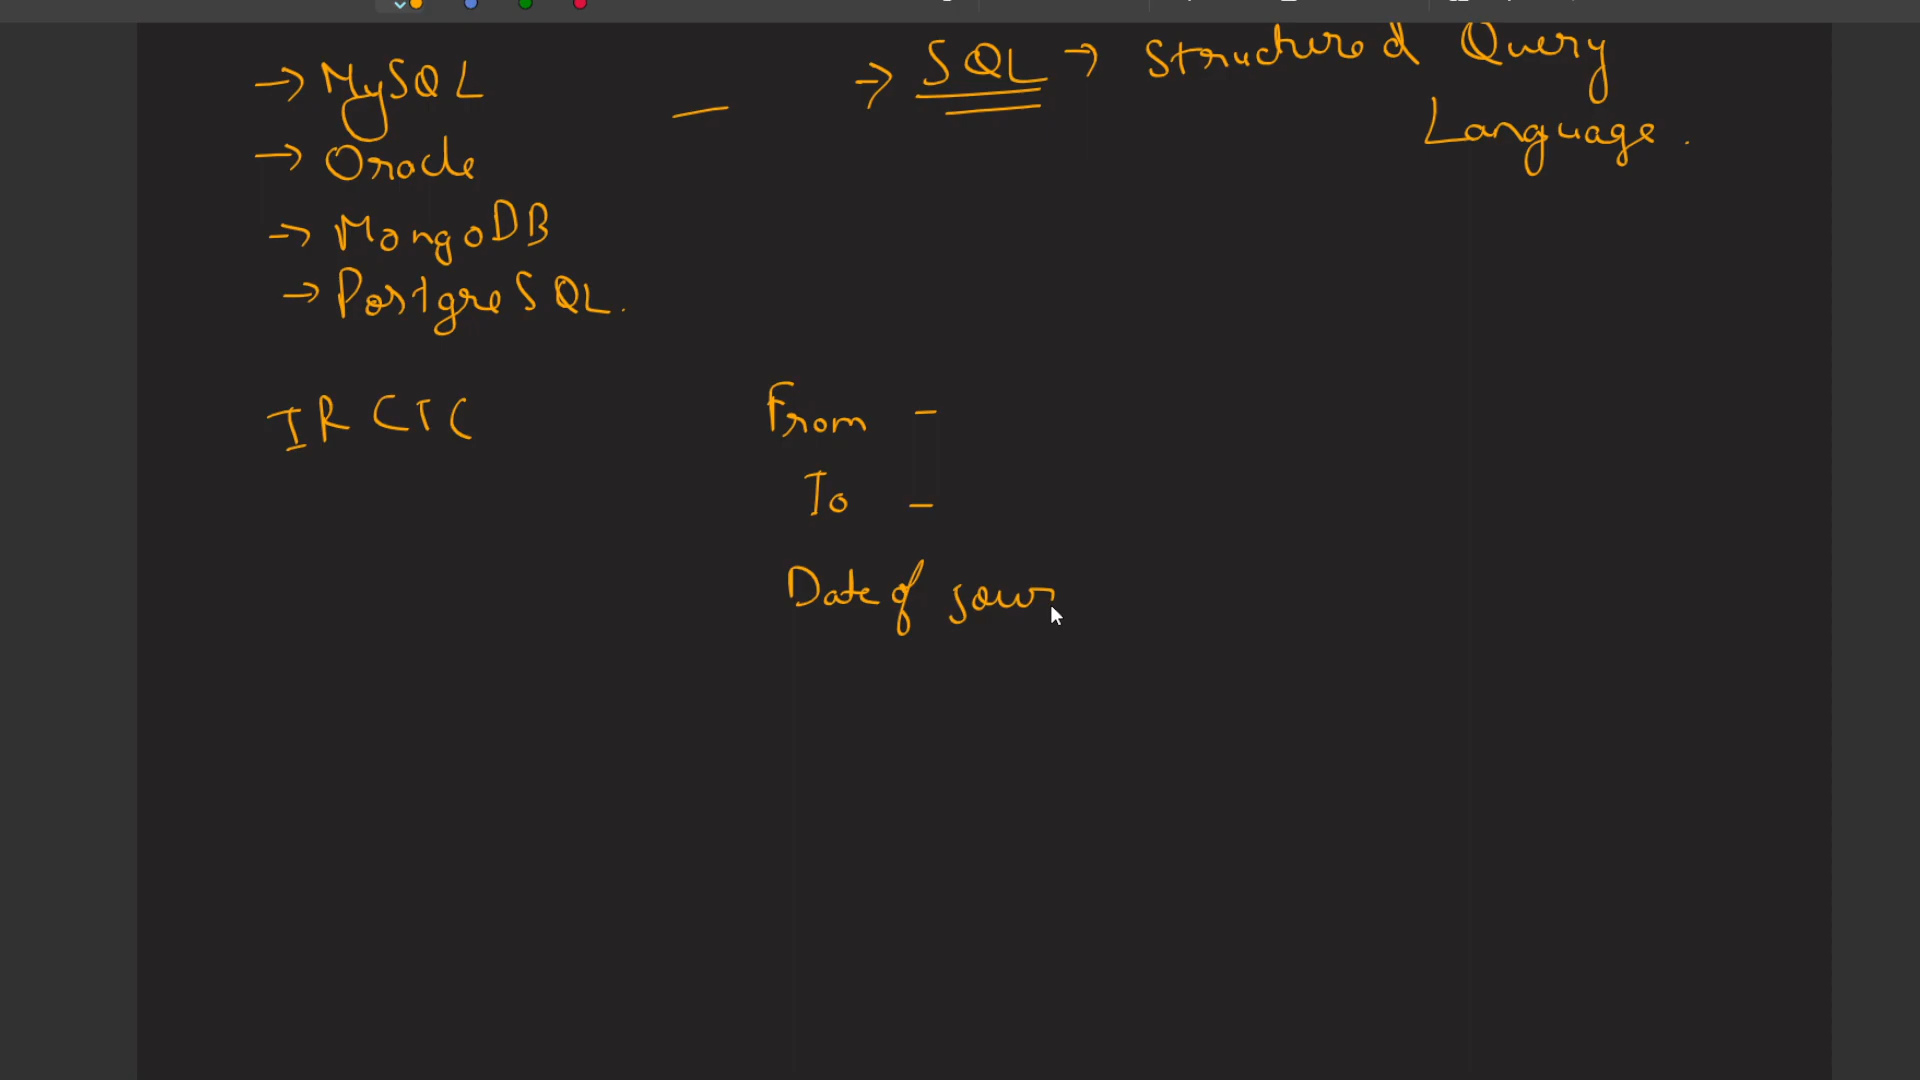 → MySQL — → SQL → Structured Query
Language.
→ Oracle
→ MongoDB
→ PostgreSQL.
IRCTC From -
To -
Date of Jour